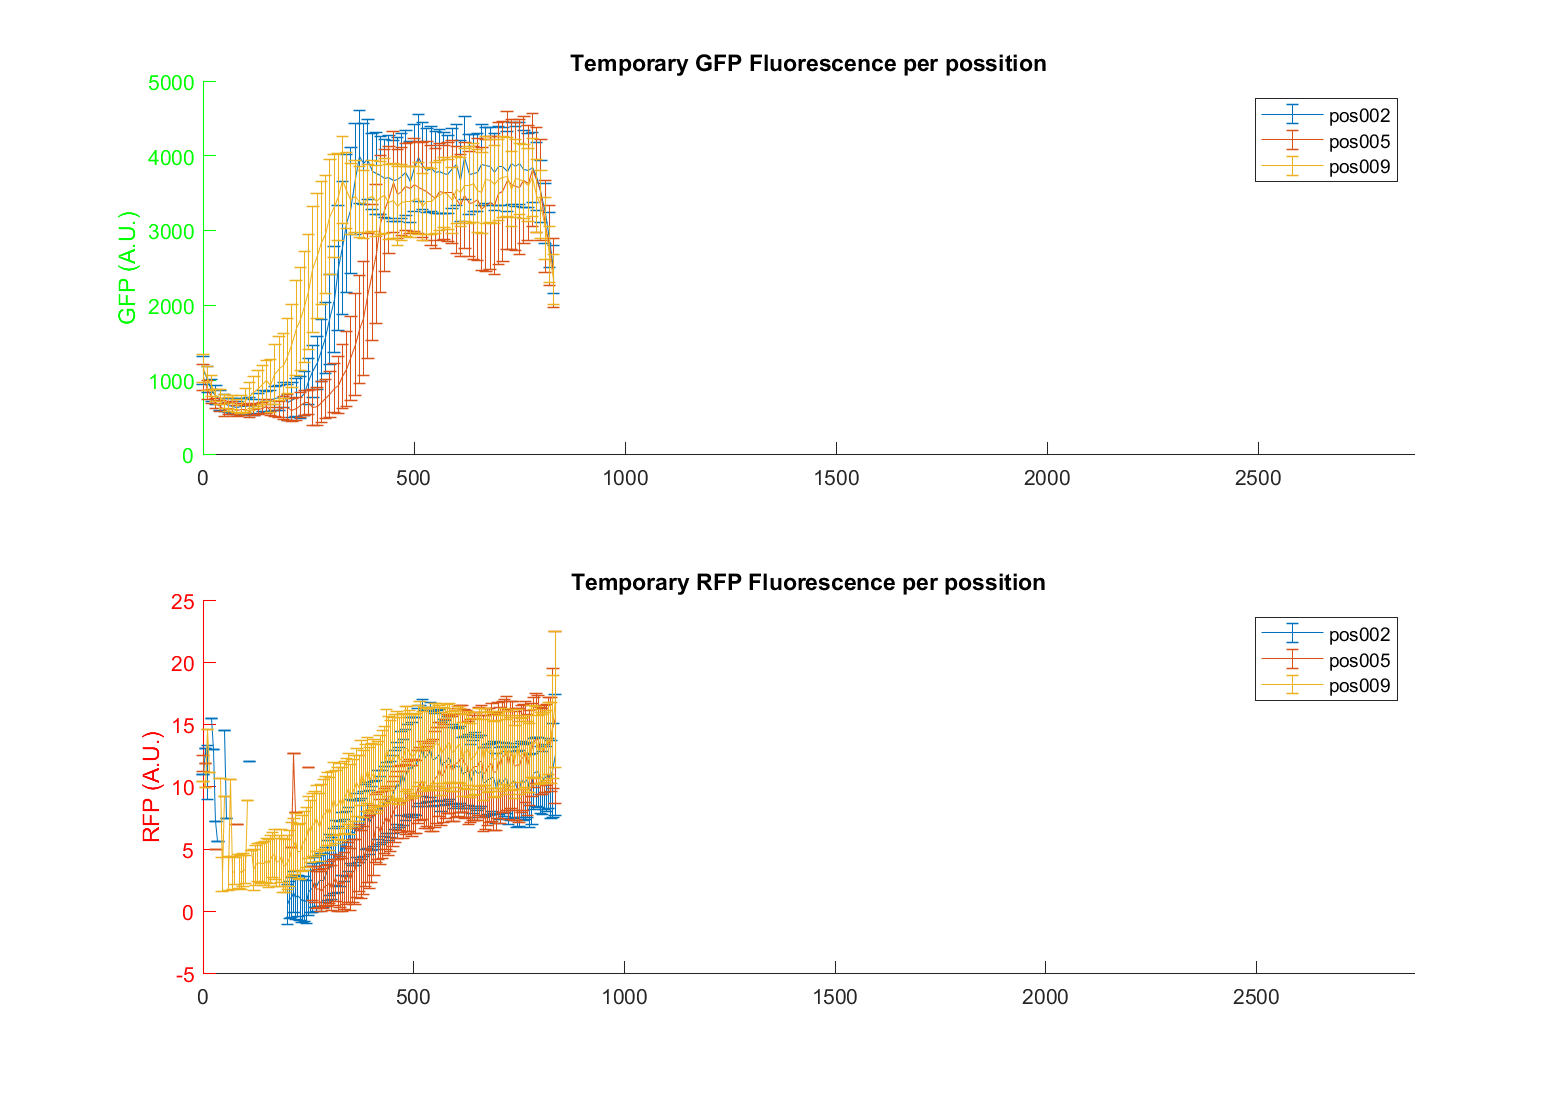 Temporary GFP Fluorescence per possition
5000
4000
3000
2000
1000
0
GFP (A.U.)
0 500 1000 1500 2000 2500
pos002
pos005
pos009
Temporary RFP Fluorescence per possition
25
20
15
10
5
0
-5
RFP (A.U.)
0 500 1000 1500 2000 2500
pos002
pos005
pos009